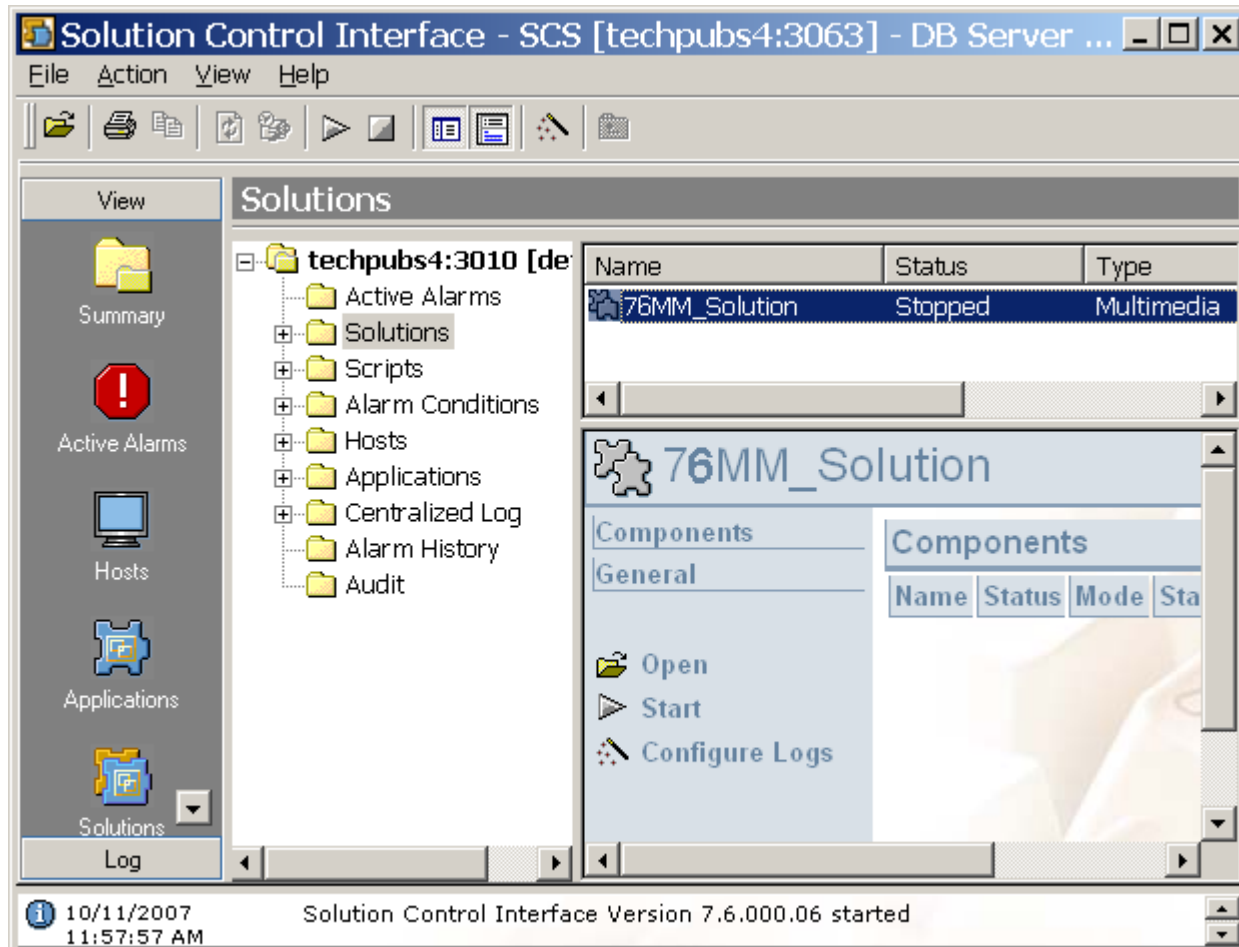 Solution Control Interface - SCS [techpubs4:3063] - DB Server ...
File Action View Help
View
Solutions
Summary
Active Alarms
Hosts
Applications
Solutions
Log
techpubs4:3010 [de
Active Alarms
Solutions
Scripts
Alarm Conditions
Hosts
Applications
Centralized Log
Alarm History
Audit
Name Status Type
76MM_Solution Stopped Multimedia
76MM_Solution
Components
General
Open
Start
Configure Logs
Components
Name Status Mode Sta
10/11/2007 Solution Control Interface Version 7.6.000.06 started
11:57:57 AM